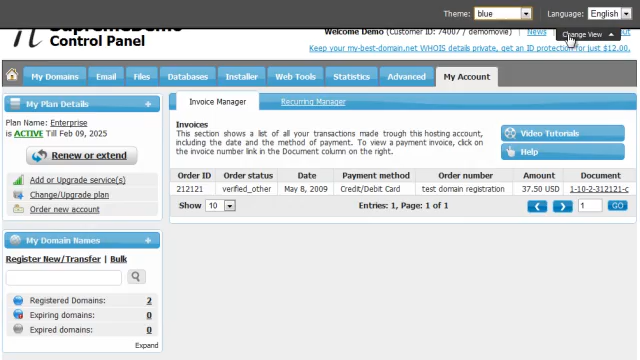 Theme: blue Language: English
Control Panel
Welcome Demo (Customer ID: 74007 / demomovie) | News |
Change View
Keep your my-best-domain.net WHOIS details private, get an ID protection for just $12.00.
My Domains Email Files Databases Installer Web Tools Statistics Advanced My Account
My Plan Details +
Plan Name: Enterprise
is ACTIVE Till Feb 09, 2025
Renew or extend
Add or Upgrade service(s)
Change/Upgrade plan
Order new account
My Domain Names +
Register New/Transfer | Bulk
Registered Domains: 2
Expiring domains: 0
Expired domains: 0
Expand
Invoice Manager Recurring Manager
Invoices
This section shows a list of all your transactions made trough this hosting account,
including the date and the method of payment. To view a payment invoice, click on
the invoice number link in the Document column on the right.
Video Tutorials
Help
Order ID Order status Date Payment method Order number Amount Document
212121 verified_other May 8, 2009 Credit/Debit Card test domain registration 37.50 USD 1-10-2-312121-c
Show 10 Entries: 1, Page: 1 of 1 1 GO